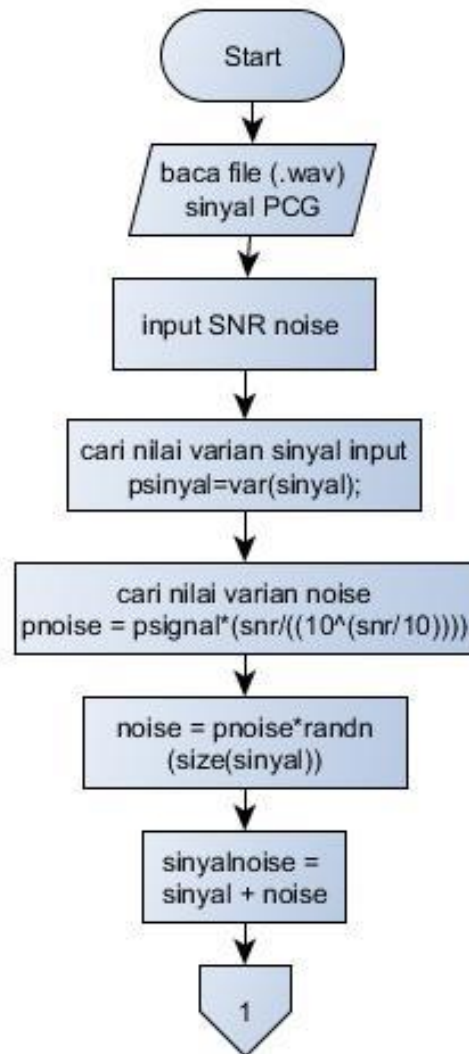 Start
baca file (.wav)
sinyal PCG
input SNR noise
cari nilai varian sinyal input
psinyal=var(sinyal);
cari nilai varian noise
pnoise = psignal*(snr/((10^(snr/10))))
noise = pnoise*randn
(size(sinyal))
sinyalnoise =
sinyal + noise
1